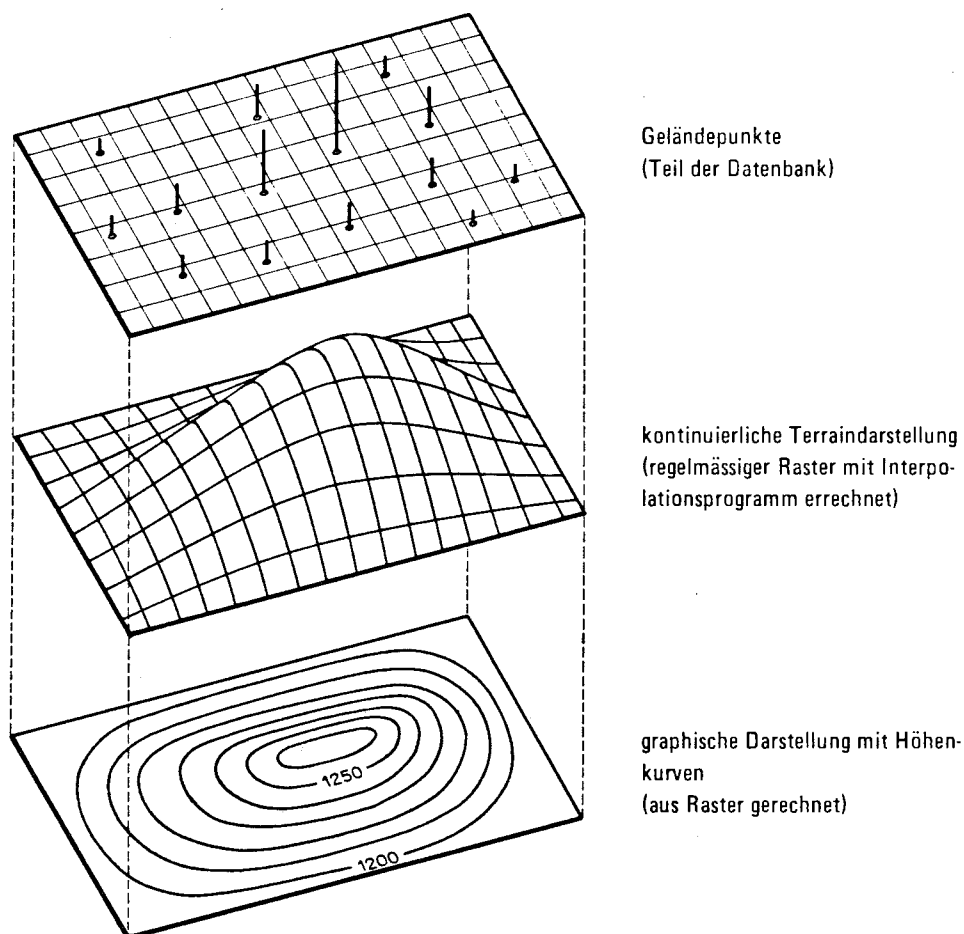 Geländepunkte
(Teil der Datenbank)
kontinuierliche Terraindarstellung
(regelmässiger Raster mit Interpo-
lationsprogramm errechnet)
graphische Darstellung mit Höhen-
kurven
(aus Raster gerechnet)
1250
1200